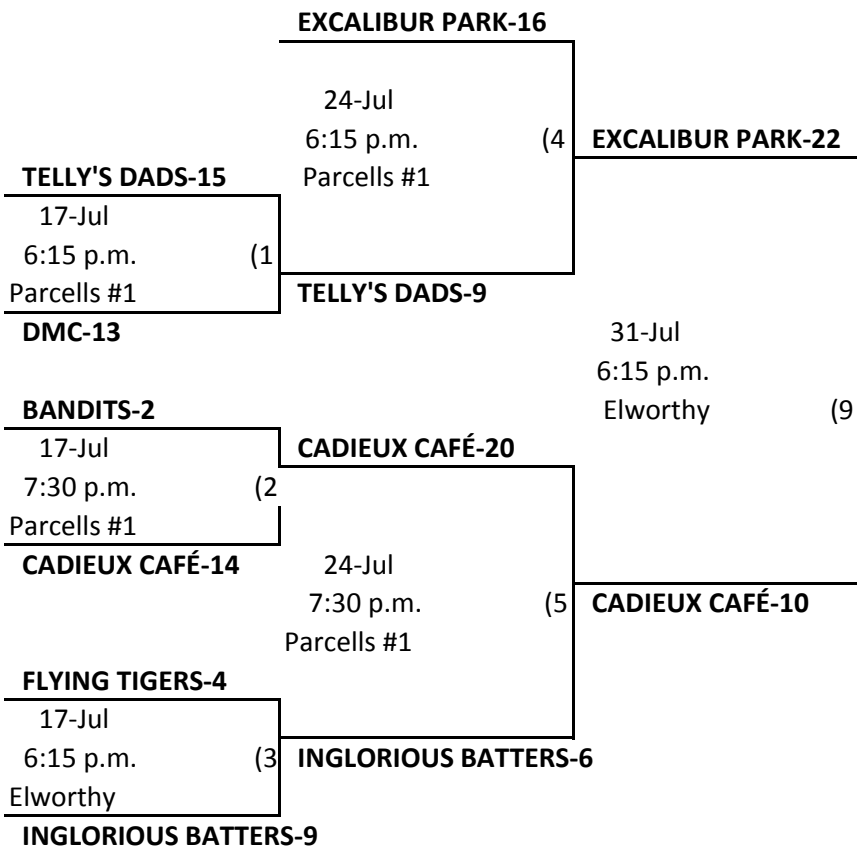 EXCALIBUR PARK-16
24-Jul
6:15 p.m. (4 EXCALIBUR PARK-22
TELLY'S DADS-15 Parcells #1
17-Jul
6:15 p.m. (1
Parcells #1 TELLY'S DADS-9
DMC-13 31-Jul
6:15 p.m.
BANDITS-2 Elworthy (9
17-Jul CADIEUX CAFÉ-20
7:30 p.m. (2
Parcells #1
CADIEUX CAFÉ-14 24-Jul
7:30 p.m. (5 CADIEUX CAFÉ-10
Parcells #1
FLYING TIGERS-4
17-Jul
6:15 p.m. (3 INGLORIOUS BATTERS-6
Elworthy
INGLORIOUS BATTERS-9